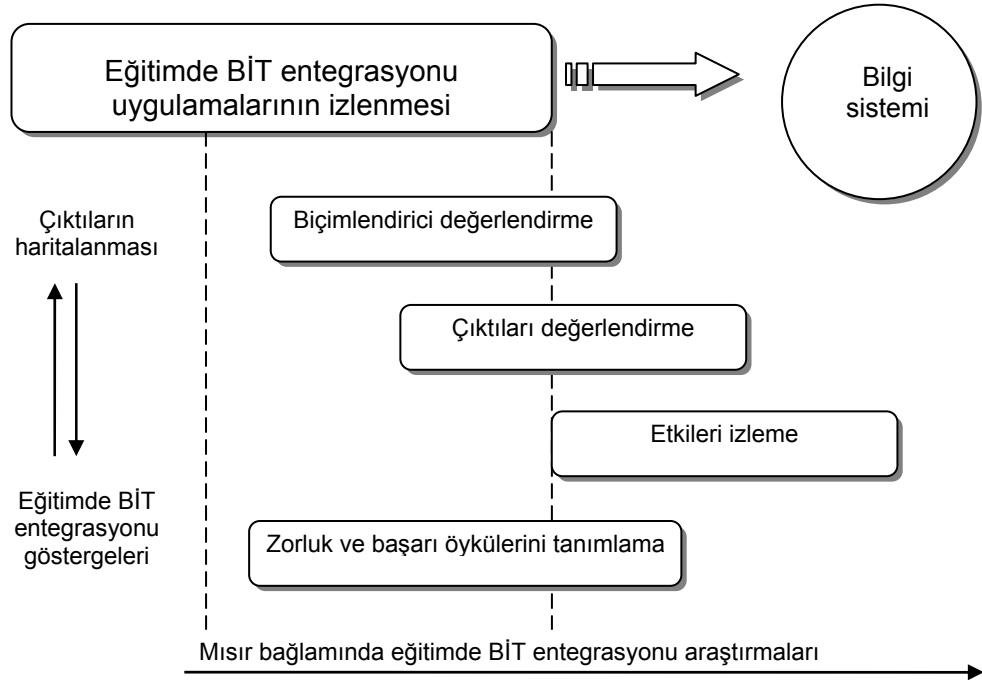 Eğitimde BİT entegrasyonu
uygulamalarının izlenmesi
Bilgi
sistemi
Çıktıların
haritalanması
Biçimlendirici değerlendirme
Çıktıları değerlendirme
Etkileri izleme
Eğitimde BİT
entegrasyonu
göstergeleri
Zorluk ve başarı öykülerini tanımlama
Mısır bağlamında eğitimde BİT entegrasyonu araştırmaları